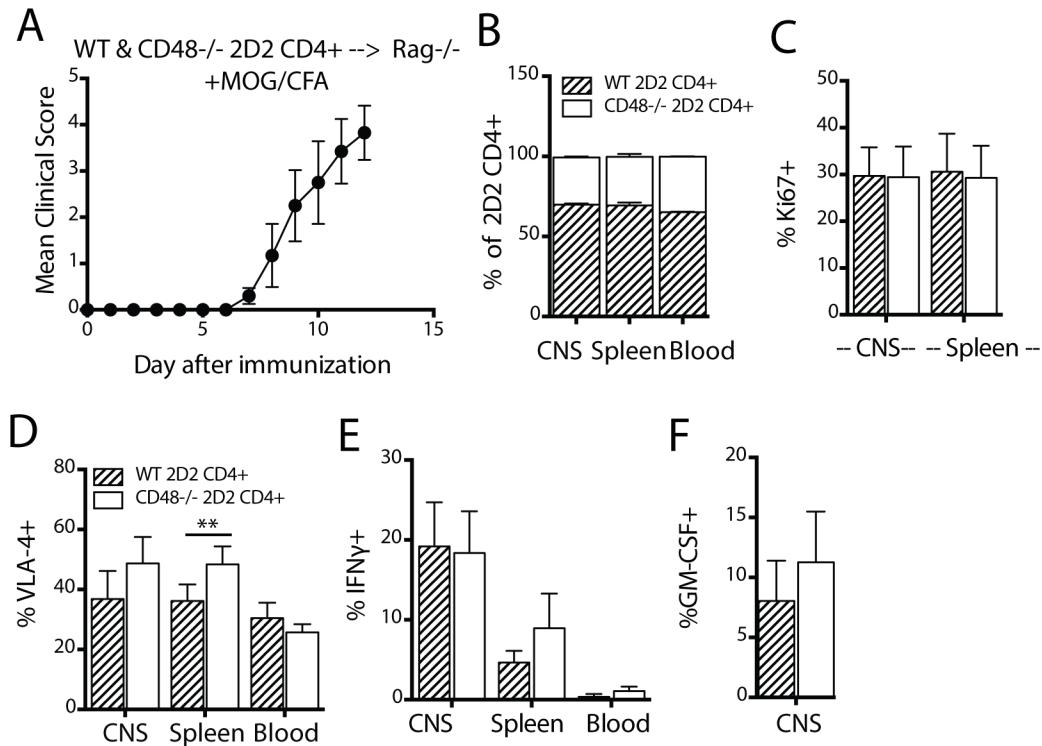 A
WT & CD48-/- 2D2 CD4+ --> Rag-/-
+MOG/CFA
Mean Clinical Score
5
4
3
2
1
0
0 5 10 15
Day after immunization
B
WT 2D2 CD4+
CD48-/- 2D2 CD4+
% of 2D2 CD4+
150
100
50
0
CNS Spleen Blood
C
% Ki67+
50
40
30
20
10
0
-- CNS-- -- Spleen --
D
WT 2D2 CD4+
CD48-/- 2D2 CD4+
**
% VLA-4+
80
60
40
20
0
CNS Spleen Blood
E
% IFNγ+
30
20
10
0
CNS Spleen Blood
F
%GM-CSF+
20
15
10
5
0
CNS